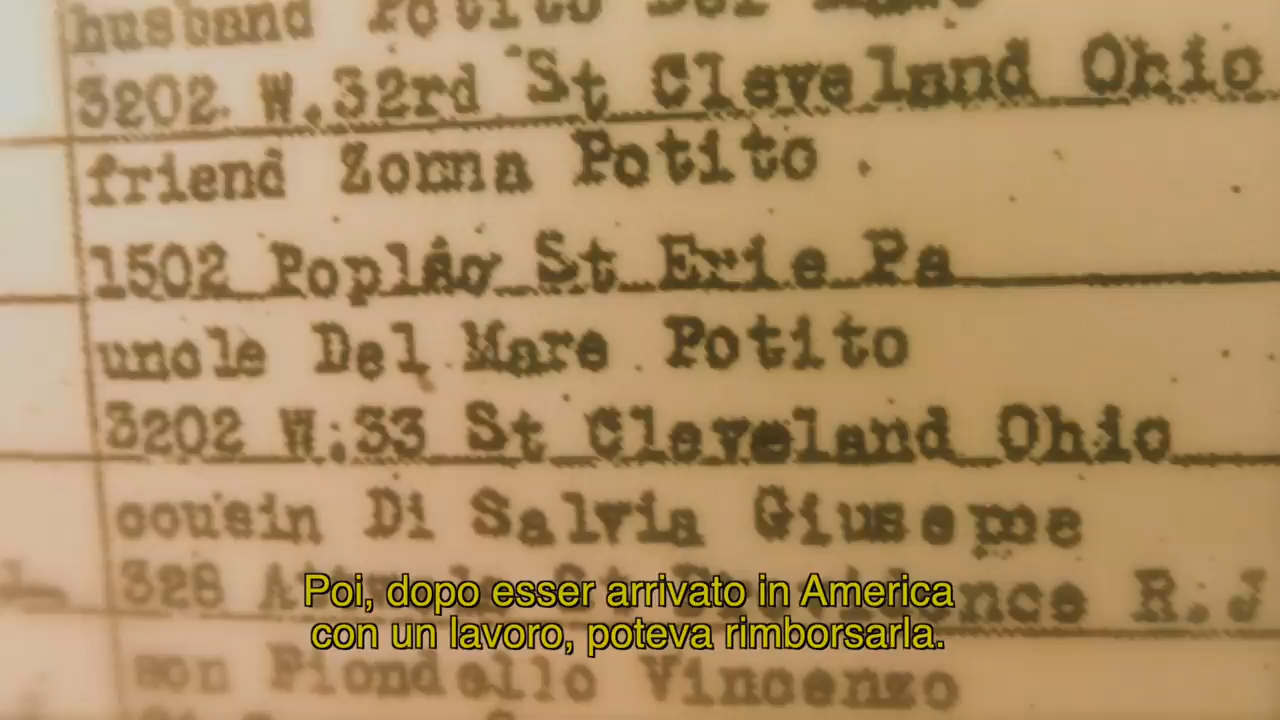 husband Potito Del Mare
3202 W.32rd St Cleveland Ohio
friend Zonna Potito
1502 St Erie Pa
uncle Del Mare Potito
3202 W:33 St Cleveland Ohio
cousin Di Salvia Giuseppe
328 St R.J
son Piondello Vincenzo
Poi, dopo esser arrivato in America
con un lavoro, poteva rimborsarla.